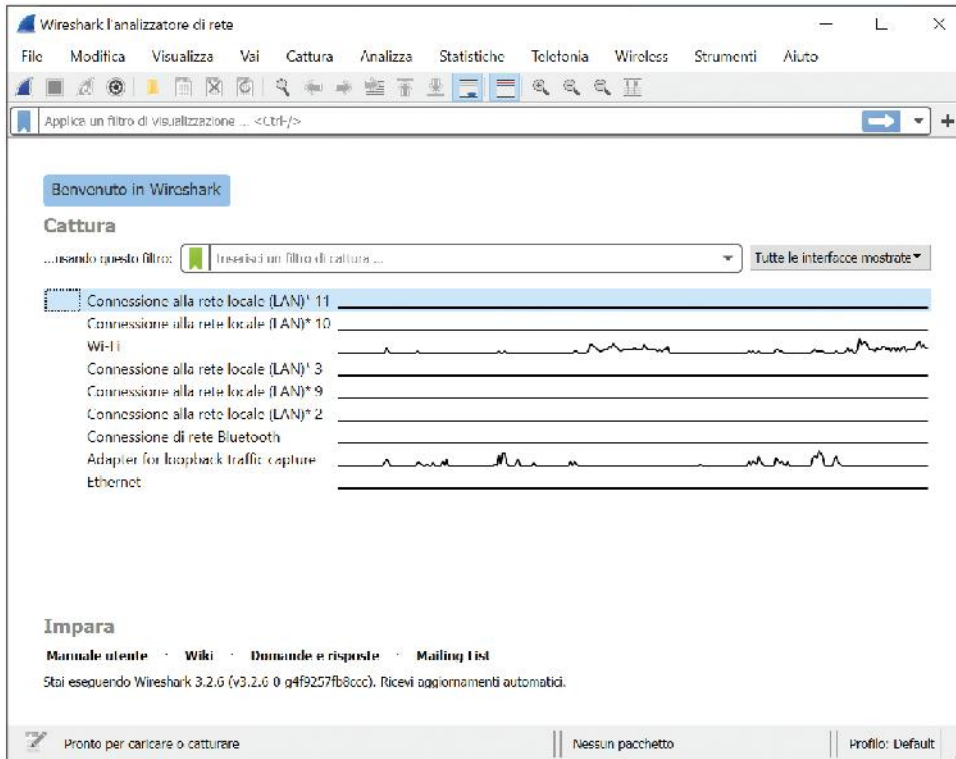 Wireshark l'analizzatore di rete
File Modifica Visualizza Vai Cattura Analizza Statistiche Telefonia Wireless Strumenti Aiuto
Applica un filtro di visualizzazione ... <Ctrl-/>
Benvenuto in Wireshark
Cattura
...usando questo filtro: Inserisci un filtro di cattura ... Tutte le interfacce mostrate
Connessione alla rete locale (LAN)* 11
Connessione alla rete locale (LAN)* 10
Wi-Fi
Connessione alla rete locale (LAN)* 3
Connessione alla rete locale (LAN)* 9
Connessione alla rete locale (LAN)* 2
Connessione di rete Bluetooth
Adapter for loopback traffic capture
Ethernet
Impara
Manuale utente · Wiki · Domande e risposte · Mailing List
Stai eseguendo Wireshark 3.2.6 (v3.2.6-0-g4f9257fb8ccc). Ricevi aggiornamenti automatici.
Pronto per caricare o catturare Nessun pacchetto Profilo: Default